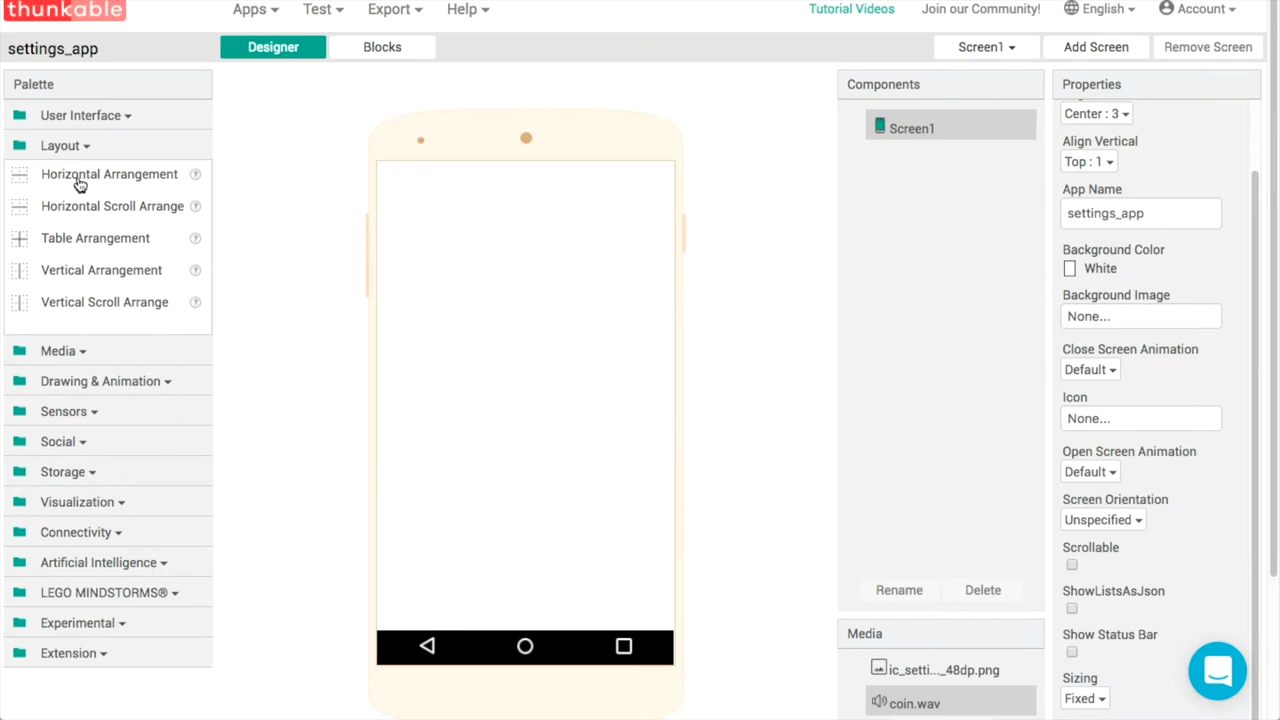 thunkable
Apps
Test
Export
Help
Tutorial Videos
Join our Community!
English
Account
settings_app
Designer
Blocks
Screen1
Add Screen
Remove Screen
Palette
User Interface
Layout
Horizontal Arrangement
Horizontal Scroll Arrange
Table Arrangement
Vertical Arrangement
Vertical Scroll Arrange
Media
Drawing & Animation
Sensors
Social
Storage
Visualization
Connectivity
Artificial Intelligence
LEGO MINDSTORMS®
Experimental
Extension
Components
Screen1
Rename
Delete
Media
ic_setti..._48dp.png
coin.wav
Properties
Center : 3
Align Vertical
Top : 1
App Name
settings_app
Background Color
White
Background Image
None...
Close Screen Animation
Default
Icon
None...
Open Screen Animation
Default
Screen Orientation
Unspecified
Scrollable
ShowListsAsJson
Show Status Bar
Sizing
Fixed